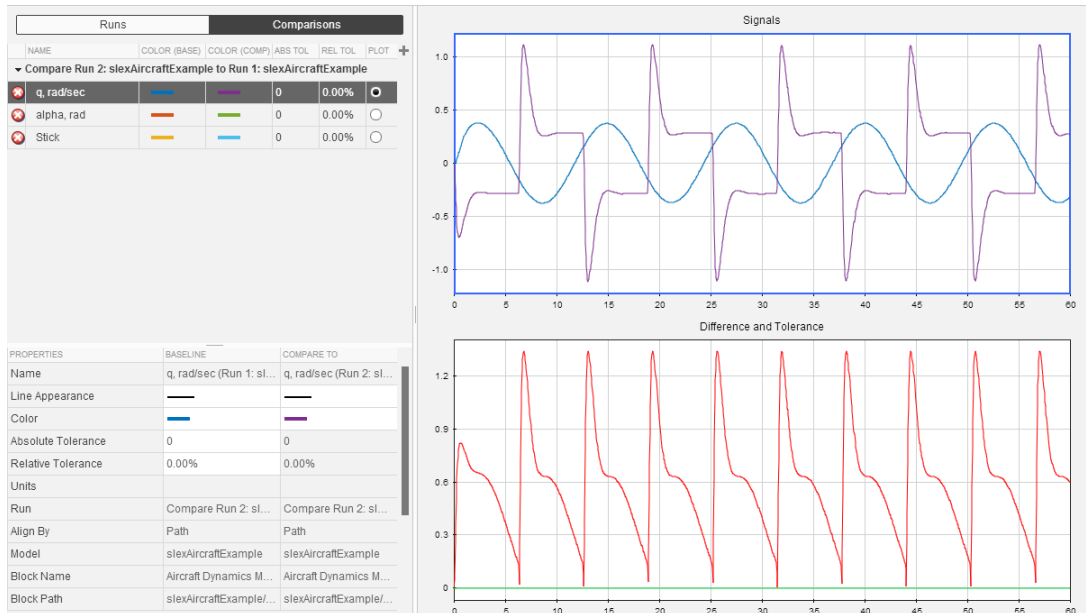 Runs Comparisons
NAME COLOR (BASE) COLOR (COMP) ABS TOL REL TOL PLOT
Compare Run 2: slexAircraftExample to Run 1: slexAircraftExample
q, rad/sec 0 0.00%
alpha, rad 0 0.00%
Stick 0 0.00%
PROPERTIES BASELINE COMPARE TO
Name q, rad/sec (Run 1: sl... q, rad/sec (Run 2: sl...
Line Appearance
Color
Absolute Tolerance 0 0
Relative Tolerance 0.00% 0.00%
Units
Run Compare Run 2: sl... Compare Run 2: sl...
Align By Path Path
Model slexAircraftExample slexAircraftExample
Block Name Aircraft Dynamics M... Aircraft Dynamics M...
Block Path slexAircraftExample/... slexAircraftExample/...
Signals
1.0
0.5
0
-0.5
-1.0
0 5 10 15 20 25 30 35 40 45 50 55 60
Difference and Tolerance
1.2
0.9
0.6
0.3
0
0 5 10 15 20 25 30 35 40 45 50 55 60